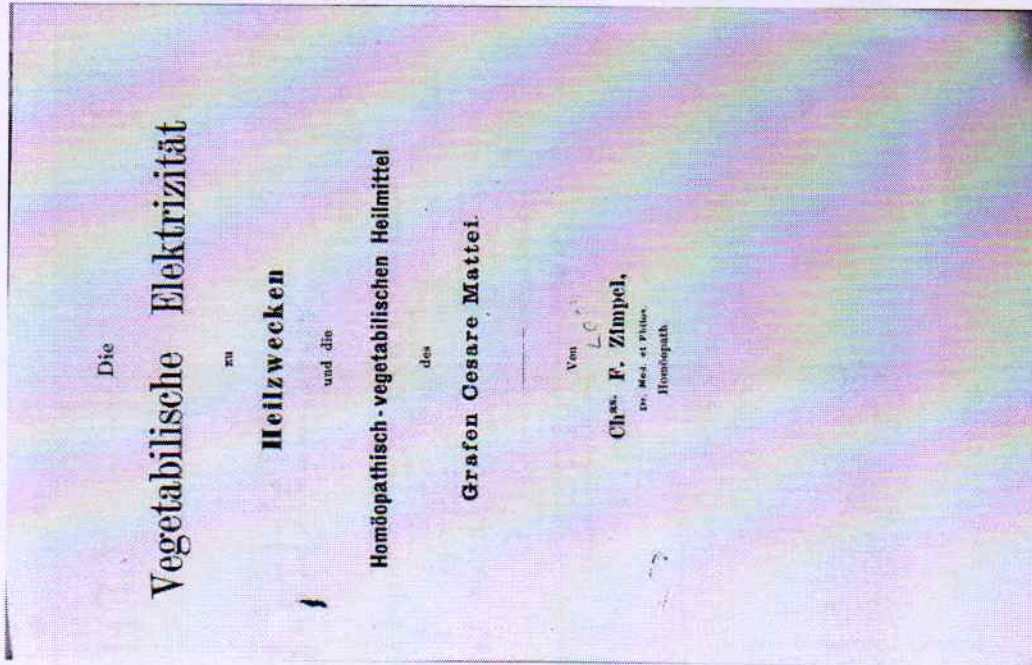 Die
Vegetabilische Elektrizität
zu
Heilzwecken
und die
Homöopathisch - vegetabilischen Heilmittel
des
Grafen Cesare Mattei.
Von
Chas. F. Zimpel,
Dr. Med. et Philos.
Homöopath